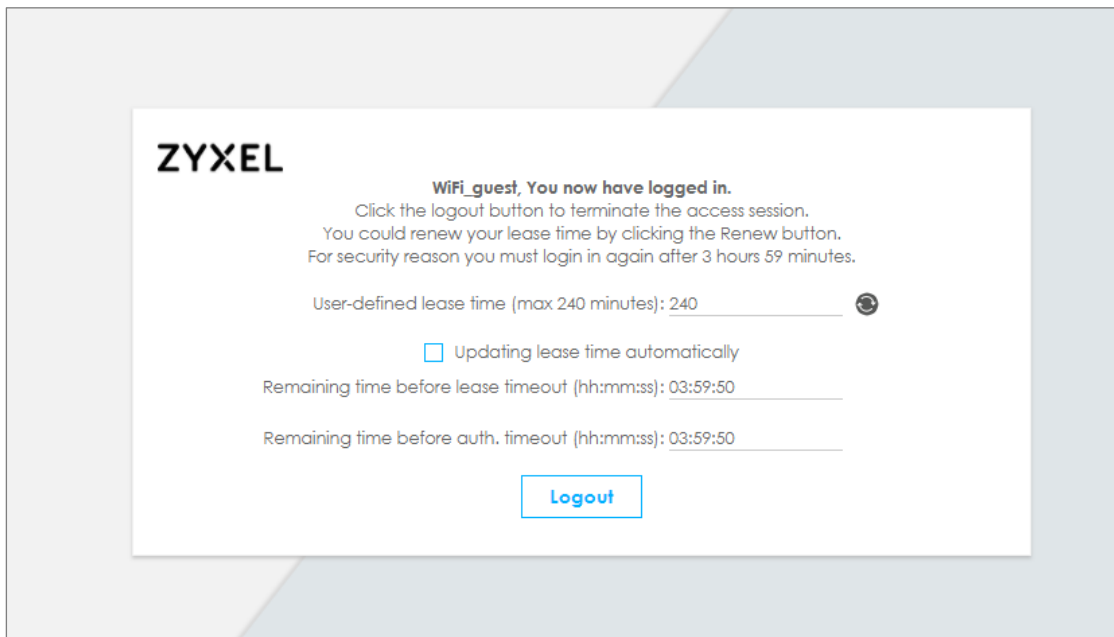 ZYXEL
WiFi_guest, You now have logged in.
Click the logout button to terminate the access session.
You could renew your lease time by clicking the Renew button.
For security reason you must login in again after 3 hours 59 minutes.
User-defined lease time (max 240 minutes): 240
Updating lease time automatically
Remaining time before lease timeout (hh:mm:ss): 03:59:50
Remaining time before auth. timeout (hh:mm:ss): 03:59:50
Logout